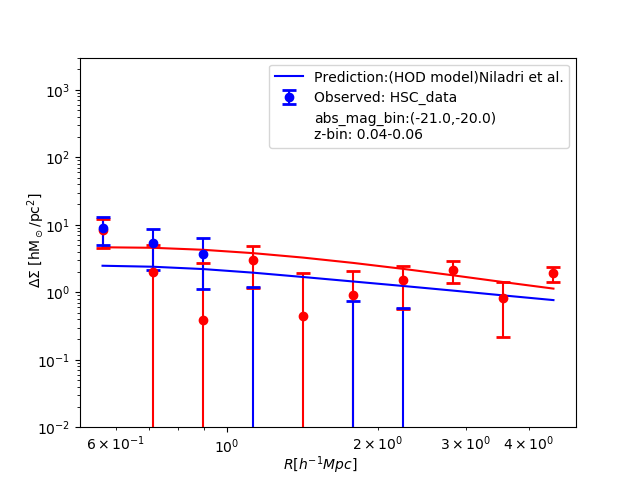 Prediction:(HOD model)Niladri et al.
Observed: HSC_data
abs_mag_bin:(-21.0,-20.0)
z-bin: 0.04-0.06
ΔΣ [hM☉/pc²]
10³
10²
10¹
10⁰
10⁻¹
10⁻²
6 × 10⁻¹
10⁰
2 × 10⁰
3 × 10⁰
4 × 10⁰
R[h⁻¹Mpc]